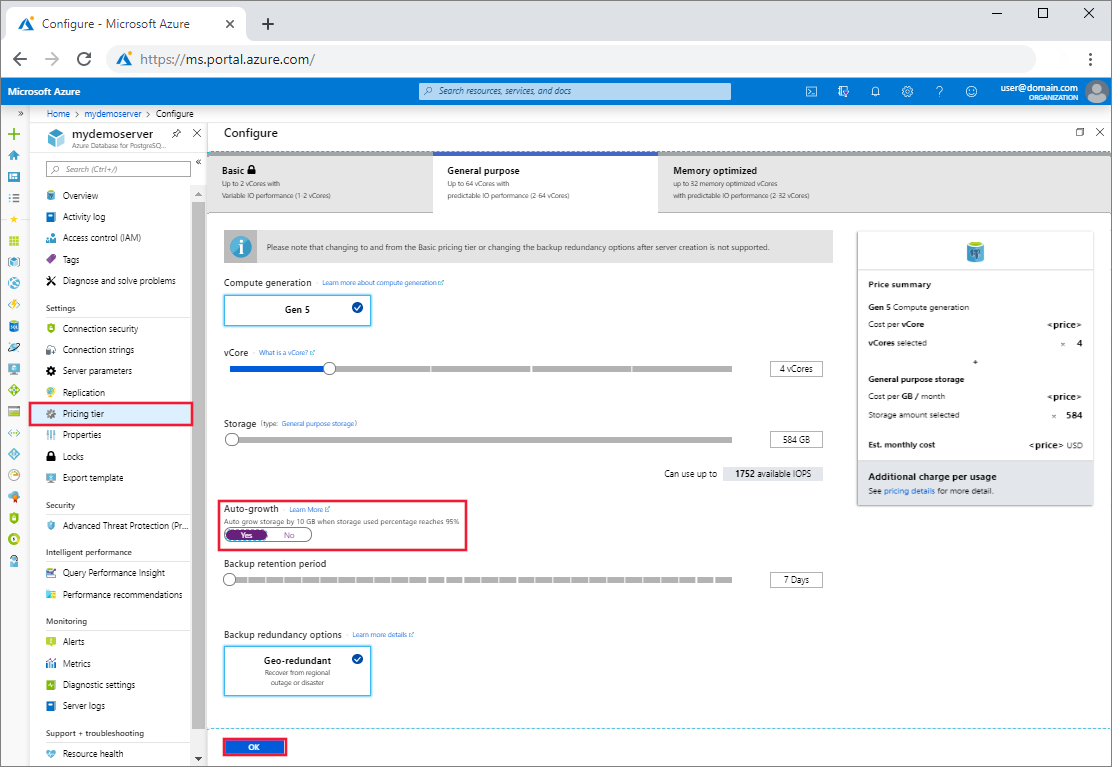 Configure - Microsoft Azure
https://ms.portal.azure.com/
Microsoft Azure
Search resources, services, and docs
user@domain.com
ORGANIZATION
Home > mydemoserver > Configure
mydemoserver
Azure Database for PostgreSQ...
Search (Ctrl+/)
Overview
Activity log
Access control (IAM)
Tags
Diagnose and solve problems
Settings
Connection security
Connection strings
Server parameters
Replication
Pricing tier
Properties
Locks
Export template
Security
Advanced Threat Protection (Pr...
Intelligent performance
Query Performance Insight
Performance recommendations
Monitoring
Alerts
Metrics
Diagnostic settings
Server logs
Support + troubleshooting
Resource health
Configure
Basic
Up to 2 vCores with
Variable IO performance (1-2 vCores)
General purpose
Up to 64 vCores with
predictable IO performance (2-64 vCores)
Memory optimized
up to 32 memory optimized vCores
with predictable IO performance (2-32 vCores)
Please note that changing to and from the Basic pricing tier or changing the backup redundancy options after server creation is not supported.
Compute generation · Learn more about compute generation
Gen 5
vCore · What is a vCore?
4 vCores
Storage (type: General purpose storage)
584 GB
Can use up to 1752 available IOPS
Auto-growth · Learn More
Auto grow storage by 10 GB when storage used percentage reaches 95%
Yes No
Backup retention period
7 Days
Backup redundancy options · Learn more details
Geo-redundant
Recover from regional
outage or disaster
OK
Price summary
Gen 5 Compute generation
Cost per vCore <price>
vCores selected × 4
+
General purpose storage
Cost per GB / month <price>
Storage amount selected × 584
Est. monthly cost <price> USD
Additional charge per usage
See pricing details for more detail.